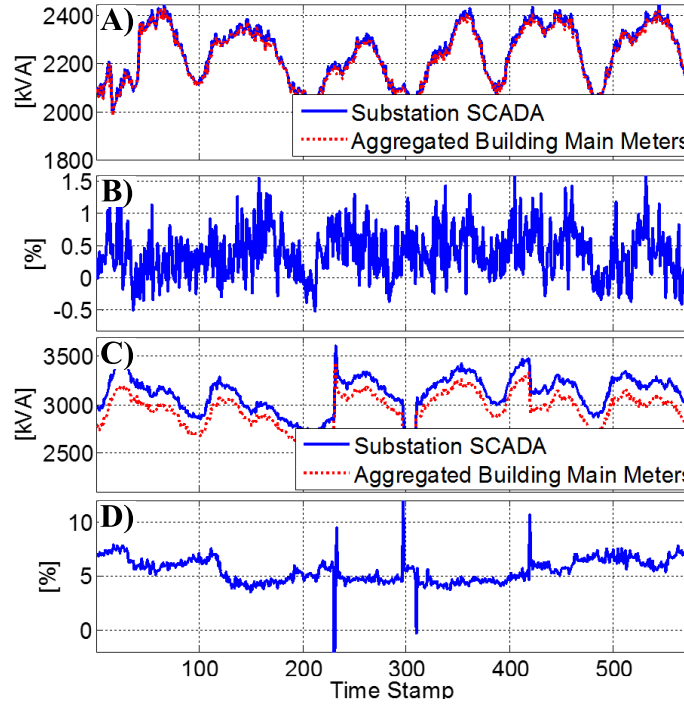 A)
2400
2200
2000
1800
[kVA]
Substation SCADA
Aggregated Building Main Meters
B)
1.5
1
0.5
0
-0.5
[%]
C)
3500
3000
2500
[kVA]
Substation SCADA
Aggregated Building Main Meters
D)
10
5
0
[%]
100 200 300 400 500
Time Stamp